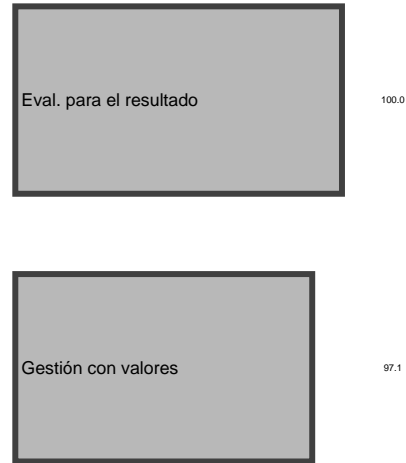 Eval. para el resultado 100.0
Gestión con valores 97.1